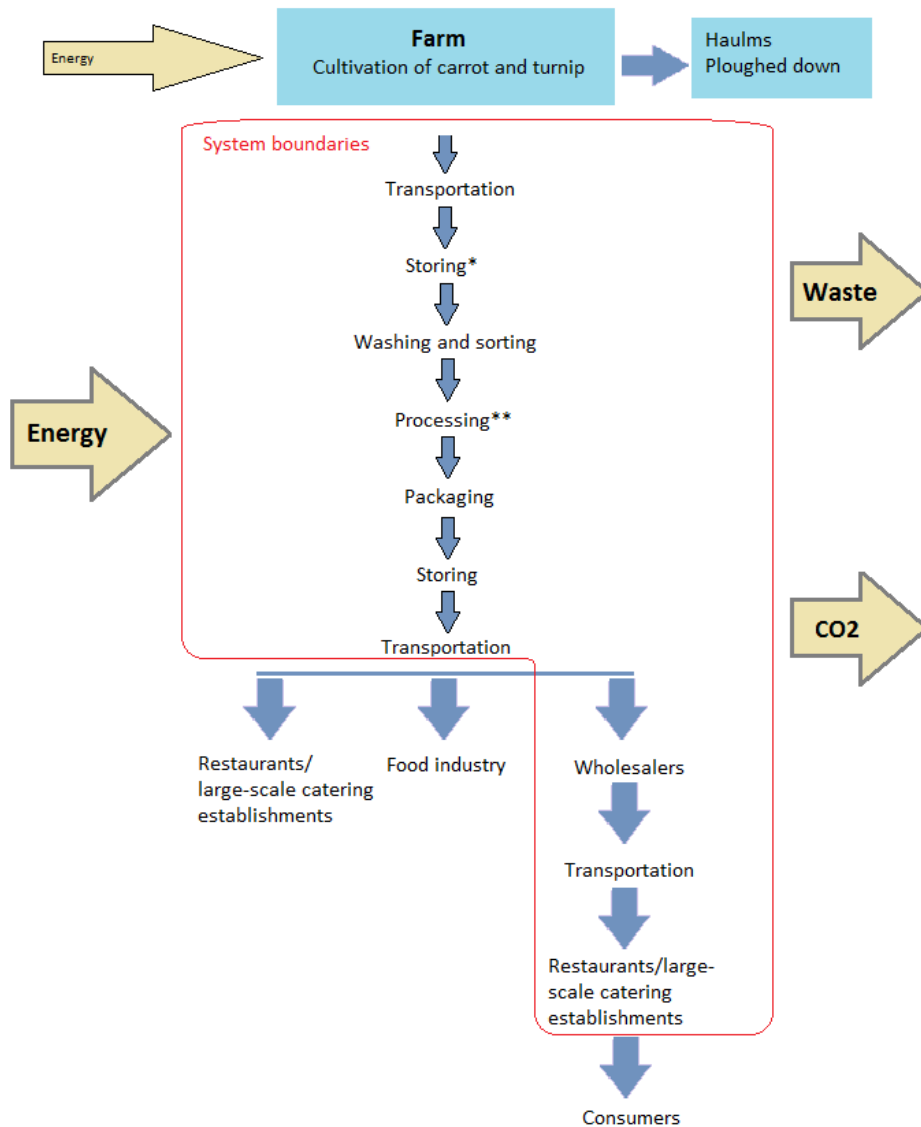 Energy
Farm
Cultivation of carrot and turnip
Haulms
Ploughed down
System boundaries
Transportation
Storing*
Washing and sorting
Processing**
Packaging
Storing
Transportation
Energy
Waste
CO2
Restaurants/
large-scale catering
establishments
Food industry
Wholesalers
Transportation
Restaurants/large-
scale catering
establishments
Consumers